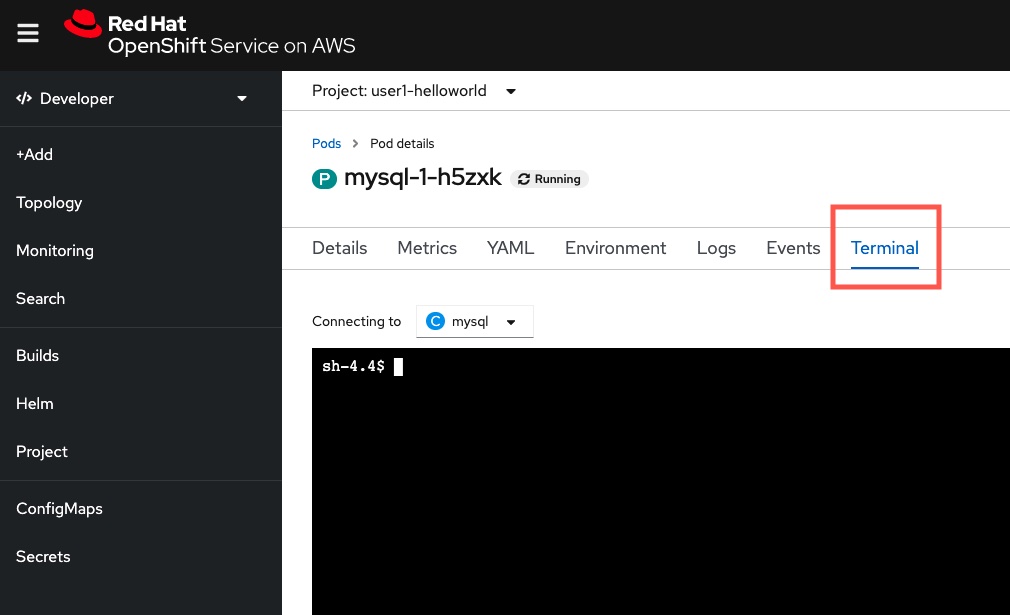 Red Hat
OpenShift Service on AWS
</> Developer
+Add
Topology
Monitoring
Search
Builds
Helm
Project
ConfigMaps
Secrets
Project: user1-helloworld
Pods > Pod details
P mysql-1-h5zxk Running
Details Metrics YAML Environment Logs Events Terminal
Connecting to C mysql
sh-4.4$